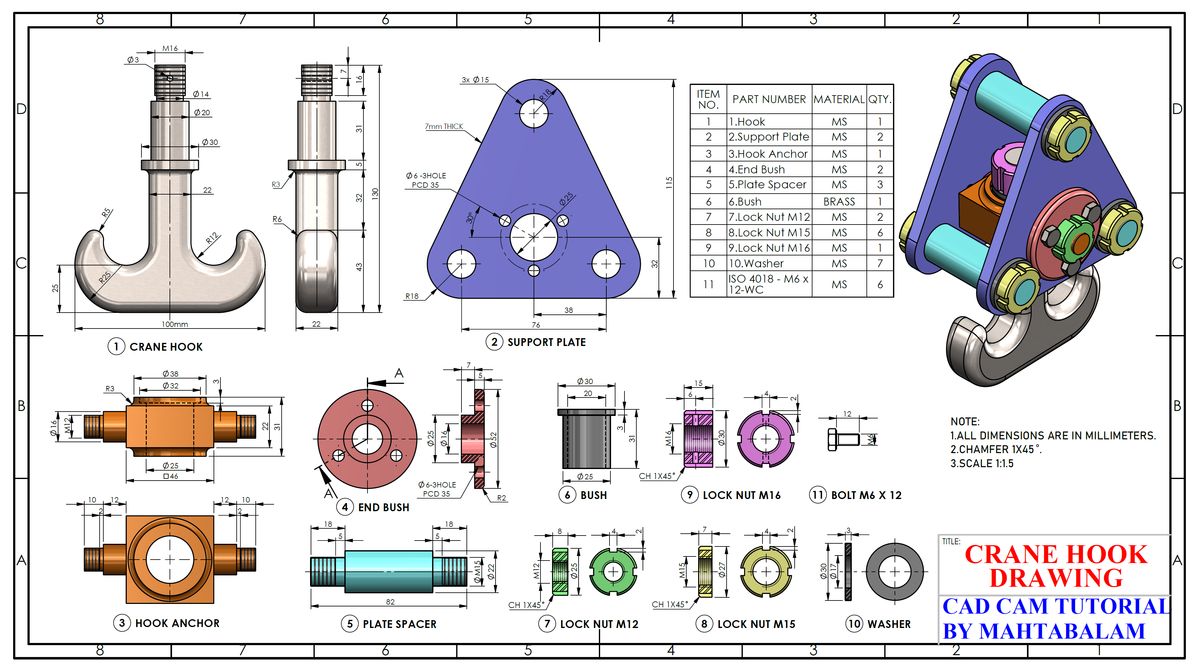 8 7 6 5 4 3 2 1
D
C
B
A
M16
Ø3
Ø14
Ø20
Ø30
R3
22
R5
R12
R25
25
100mm
1 CRANE HOOK
7
16
31
5
32
43
130
R6
22
3x Ø15
R18
7mm THICK
Ø6 -3HOLE
PCD 35
30°
Ø25
115
32
R18
38
76
2 SUPPORT PLATE
ITEM NO. PART NUMBER MATERIAL QTY.
1 1.Hook MS 1
2 2.Support Plate MS 2
3 3.Hook Anchor MS 1
4 4.End Bush MS 2
5 5.Plate Spacer MS 3
6 6.Bush BRASS 1
7 7.Lock Nut M12 MS 2
8 8.Lock Nut M15 MS 6
9 9.Lock Nut M16 MS 1
10 10.Washer MS 7
11 ISO 4018 - M6 x 12-WC MS 6
Ø38
Ø32
R3
3
Ø16
M12
22
31
Ø25
□46
10 12 12 10
2 2
3 HOOK ANCHOR
A
A
7
5
Ø25
Ø16
Ø52
Ø6-3HOLE
PCD 35
R2
4 END BUSH
18 18
5 5
M15
Ø22
82
5 PLATE SPACER
Ø30
20
3
31
Ø25
6 BUSH
15
6
4
2
M16
Ø30
CH 1X45°
9 LOCK NUT M16
12
M6
11 BOLT M6 X 12
8
4
2
M12
Ø25
CH 1X45°
7 LOCK NUT M12
7
4
2
M15
Ø27
CH 1X45°
8 LOCK NUT M15
3
Ø30
Ø17
10 WASHER
NOTE:
1.ALL DIMENSIONS ARE IN MILLIMETERS.
2.CHAMFER 1X45°.
3.SCALE 1:1.5
TITLE:
CRANE HOOK
DRAWING
CAD CAM TUTORIAL
BY MAHTABALAM
D
C
B
A
8 7 6 5 4 3 2 1